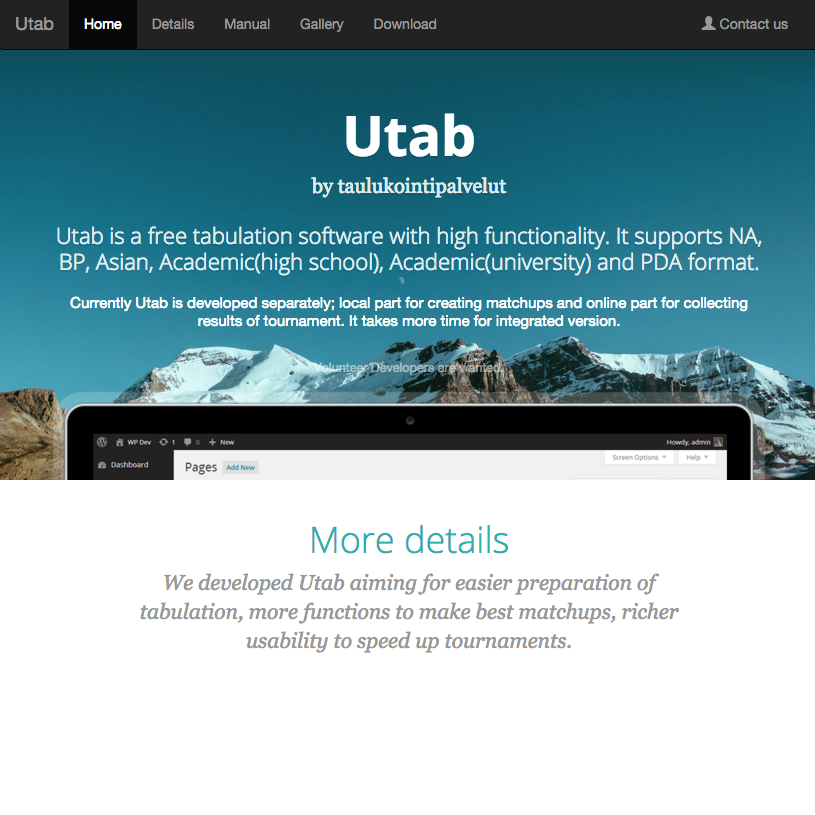 Utab Home Details Manual Gallery Download Contact us
Utab
by taulukointipalvelut
Utab is a free tabulation software with high functionality. It supports NA,
BP, Asian, Academic(high school), Academic(university) and PDA format.
Currently Utab is developed separately; local part for creating matchups and online part for collecting
results of tournament. It takes more time for integrated version.
Volunteer Developers are wanted.
WP Dev 1 0 + New Howdy, admin
Dashboard Pages Add New Screen Options Help
More details
We developed Utab aiming for easier preparation of
tabulation, more functions to make best matchups, richer
usability to speed up tournaments.